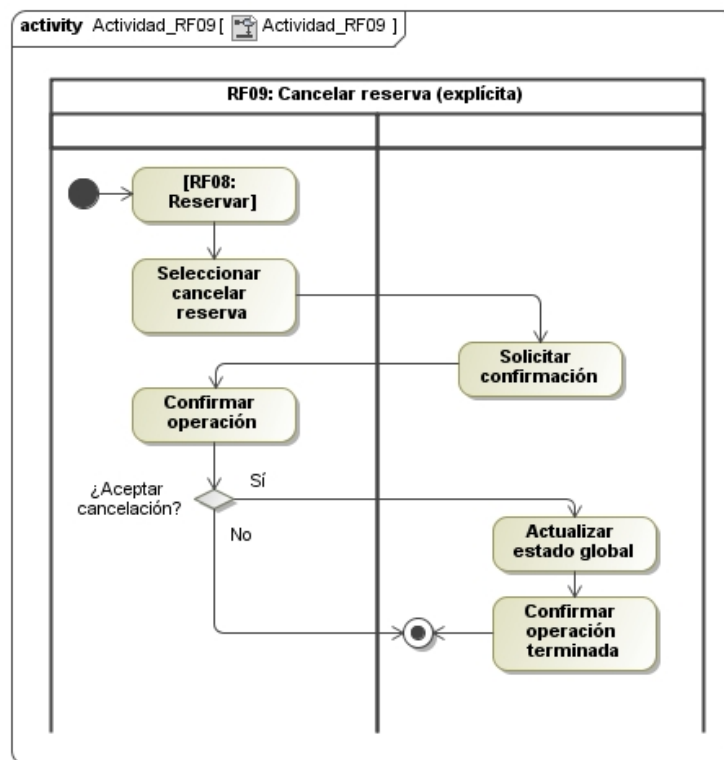 activity Actividad_RF09[ Actividad_RF09 ]
RF09: Cancelar reserva (explícita)
[RF08:
Reservar]
Seleccionar
cancelar
reserva
Solicitar
confirmación
Confirmar
operación
¿Aceptar
cancelación?
Sí
No
Actualizar
estado global
Confirmar
operación
terminada